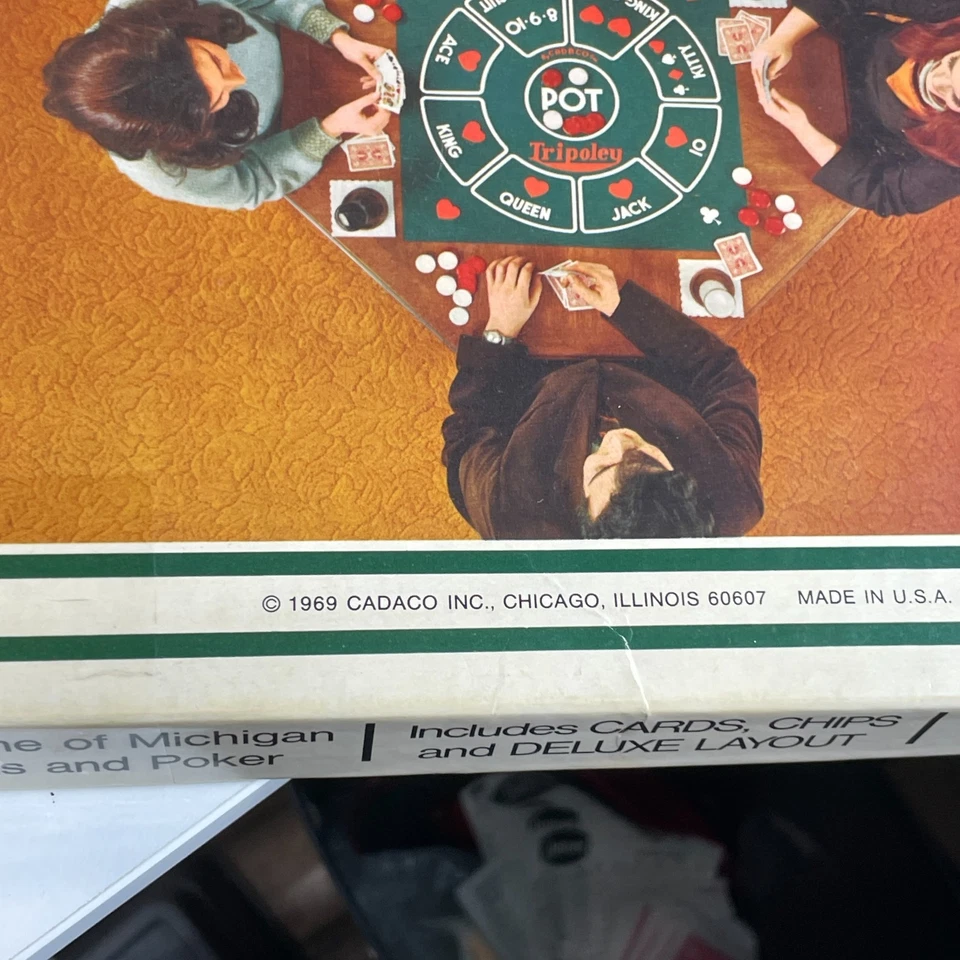 8·9·10
KING
ACE
KITTY
CADACO
POT
KING
10
Tripoley
QUEEN
JACK
© 1969 CADACO INC., CHICAGO, ILLINOIS 60607 MADE IN U.S.A.
of Michigan | Includes CARDS, CHIPS /
and Poker and DELUXE LAYOUT